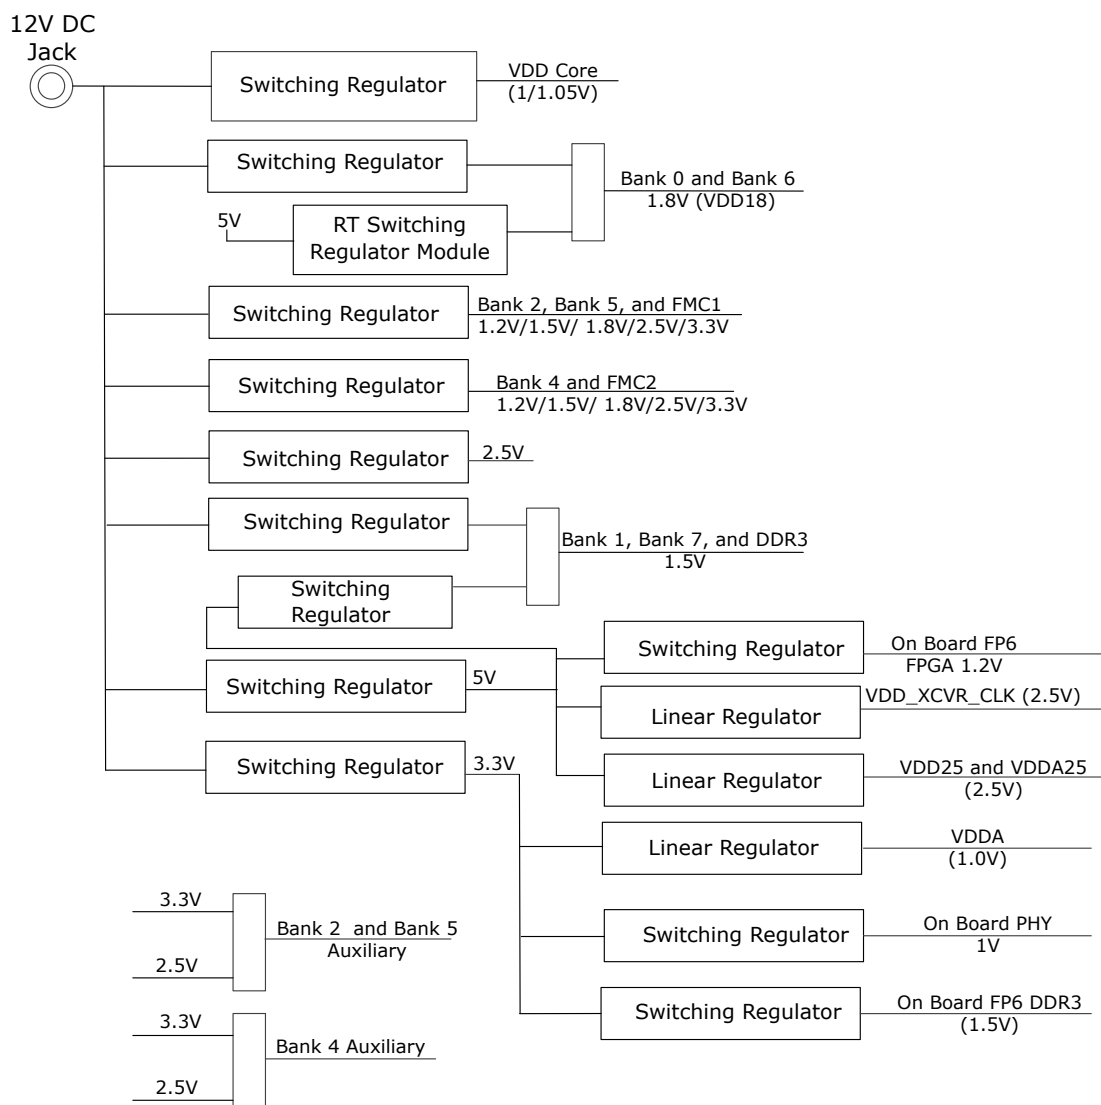 12V DC
Jack
Switching Regulator
VDD Core
(1/1.05V)
Switching Regulator
Bank 0 and Bank 6
1.8V (VDD18)
5V
RT Switching
Regulator Module
Switching Regulator
Bank 2, Bank 5, and FMC1
1.2V/1.5V/ 1.8V/2.5V/3.3V
Switching Regulator
Bank 4 and FMC2
1.2V/1.5V/ 1.8V/2.5V/3.3V
Switching Regulator
2.5V
Switching Regulator
Bank 1, Bank 7, and DDR3
1.5V
Switching
Regulator
Switching Regulator
On Board FP6
FPGA 1.2V
Switching Regulator
5V
Linear Regulator
VDD_XCVR_CLK (2.5V)
Switching Regulator
3.3V
Linear Regulator
VDD25 and VDDA25
(2.5V)
Linear Regulator
VDDA
(1.0V)
3.3V
Bank 2  and Bank 5
Auxiliary
2.5V
Switching Regulator
On Board PHY
1V
Switching Regulator
On Board FP6 DDR3
(1.5V)
3.3V
Bank 4 Auxiliary
2.5V